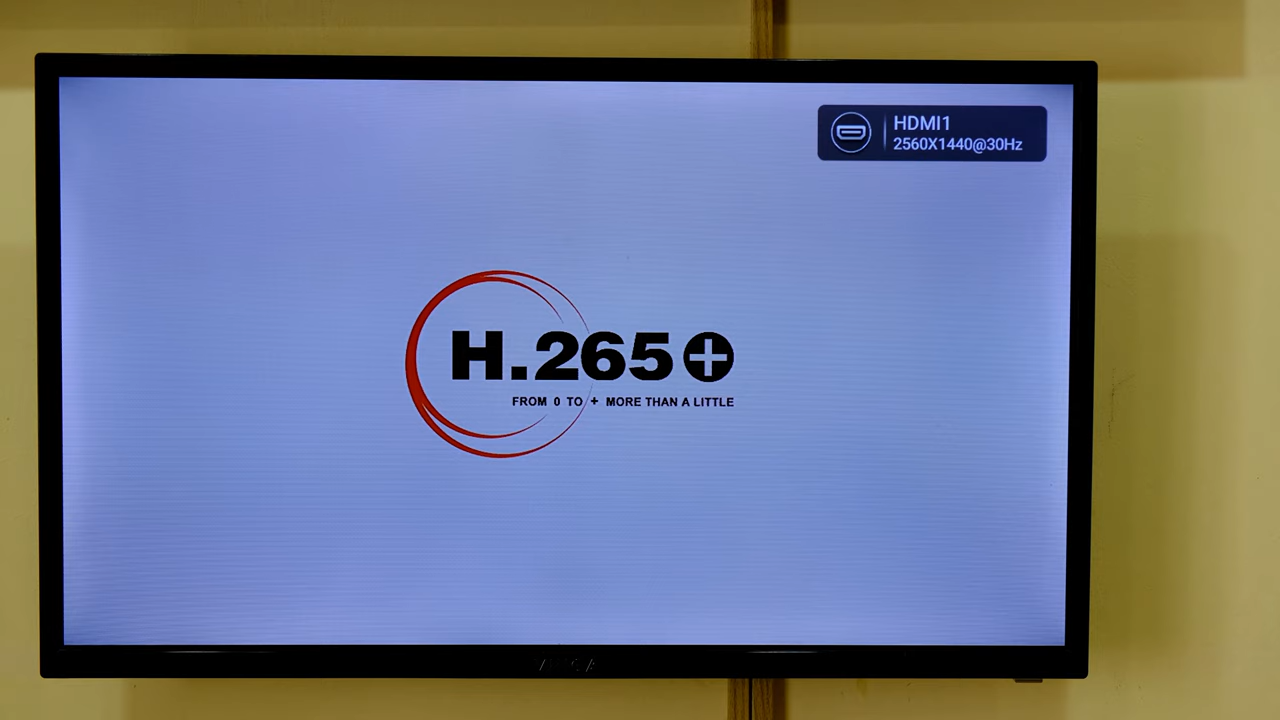 HDMI1
2560X1440@30Hz
H.265+
FROM 0 TO + MORE THAN A LITTLE